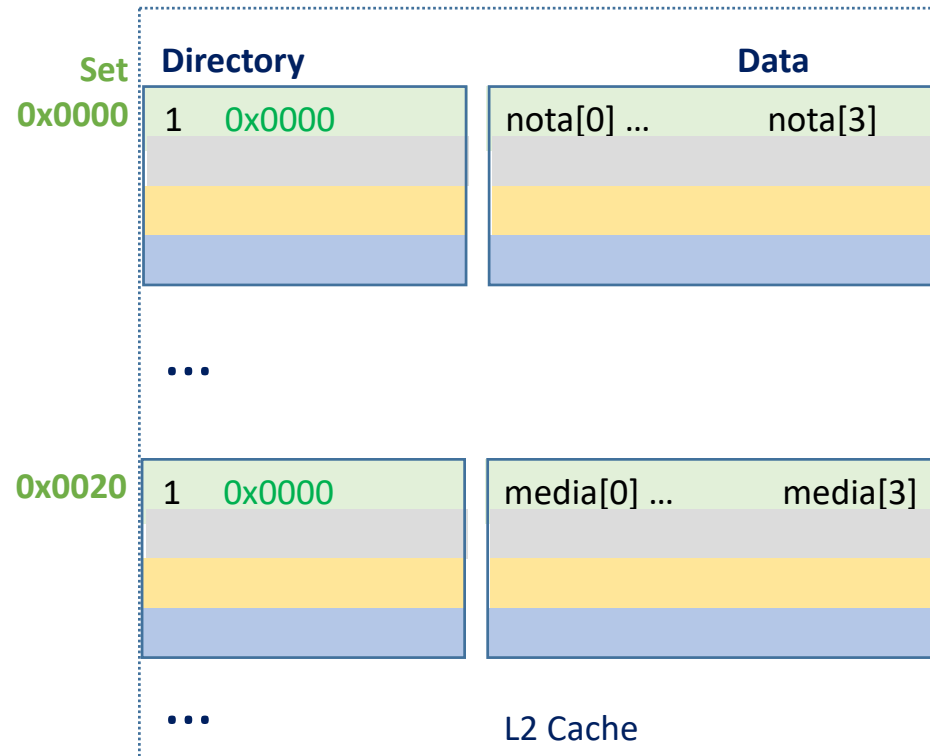 Directory Data
Set
0x0000 1 0x0000 nota[0] … nota[3]
…
0x0020 1 0x0000 media[0] … media[3]
…
L2 Cache